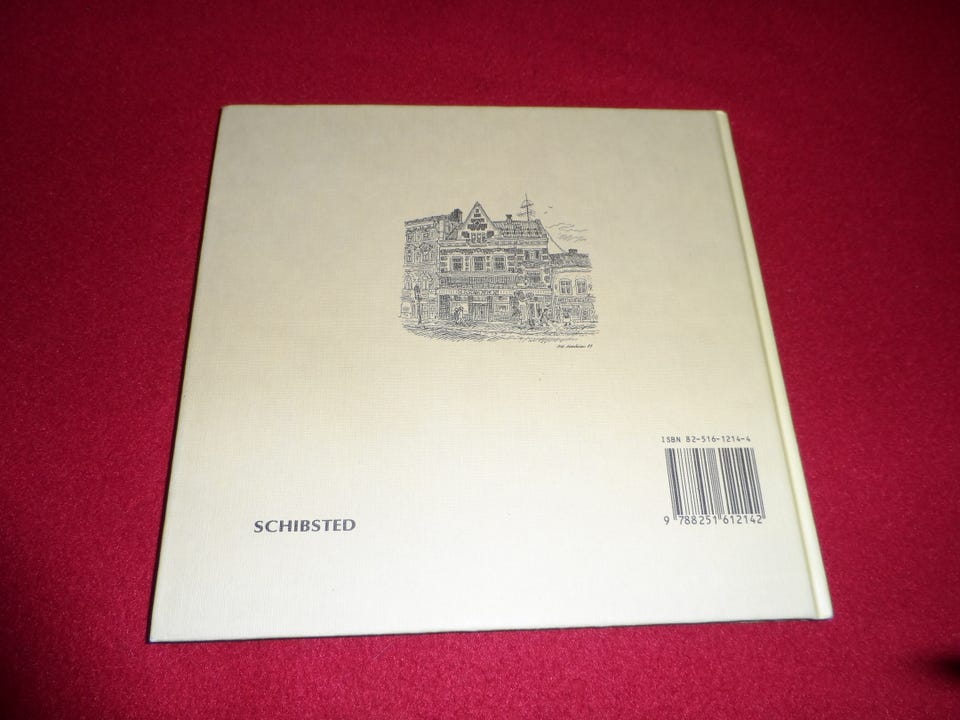 ISBN 82-516-1214-4
9 788251 612142
SCHIBSTED